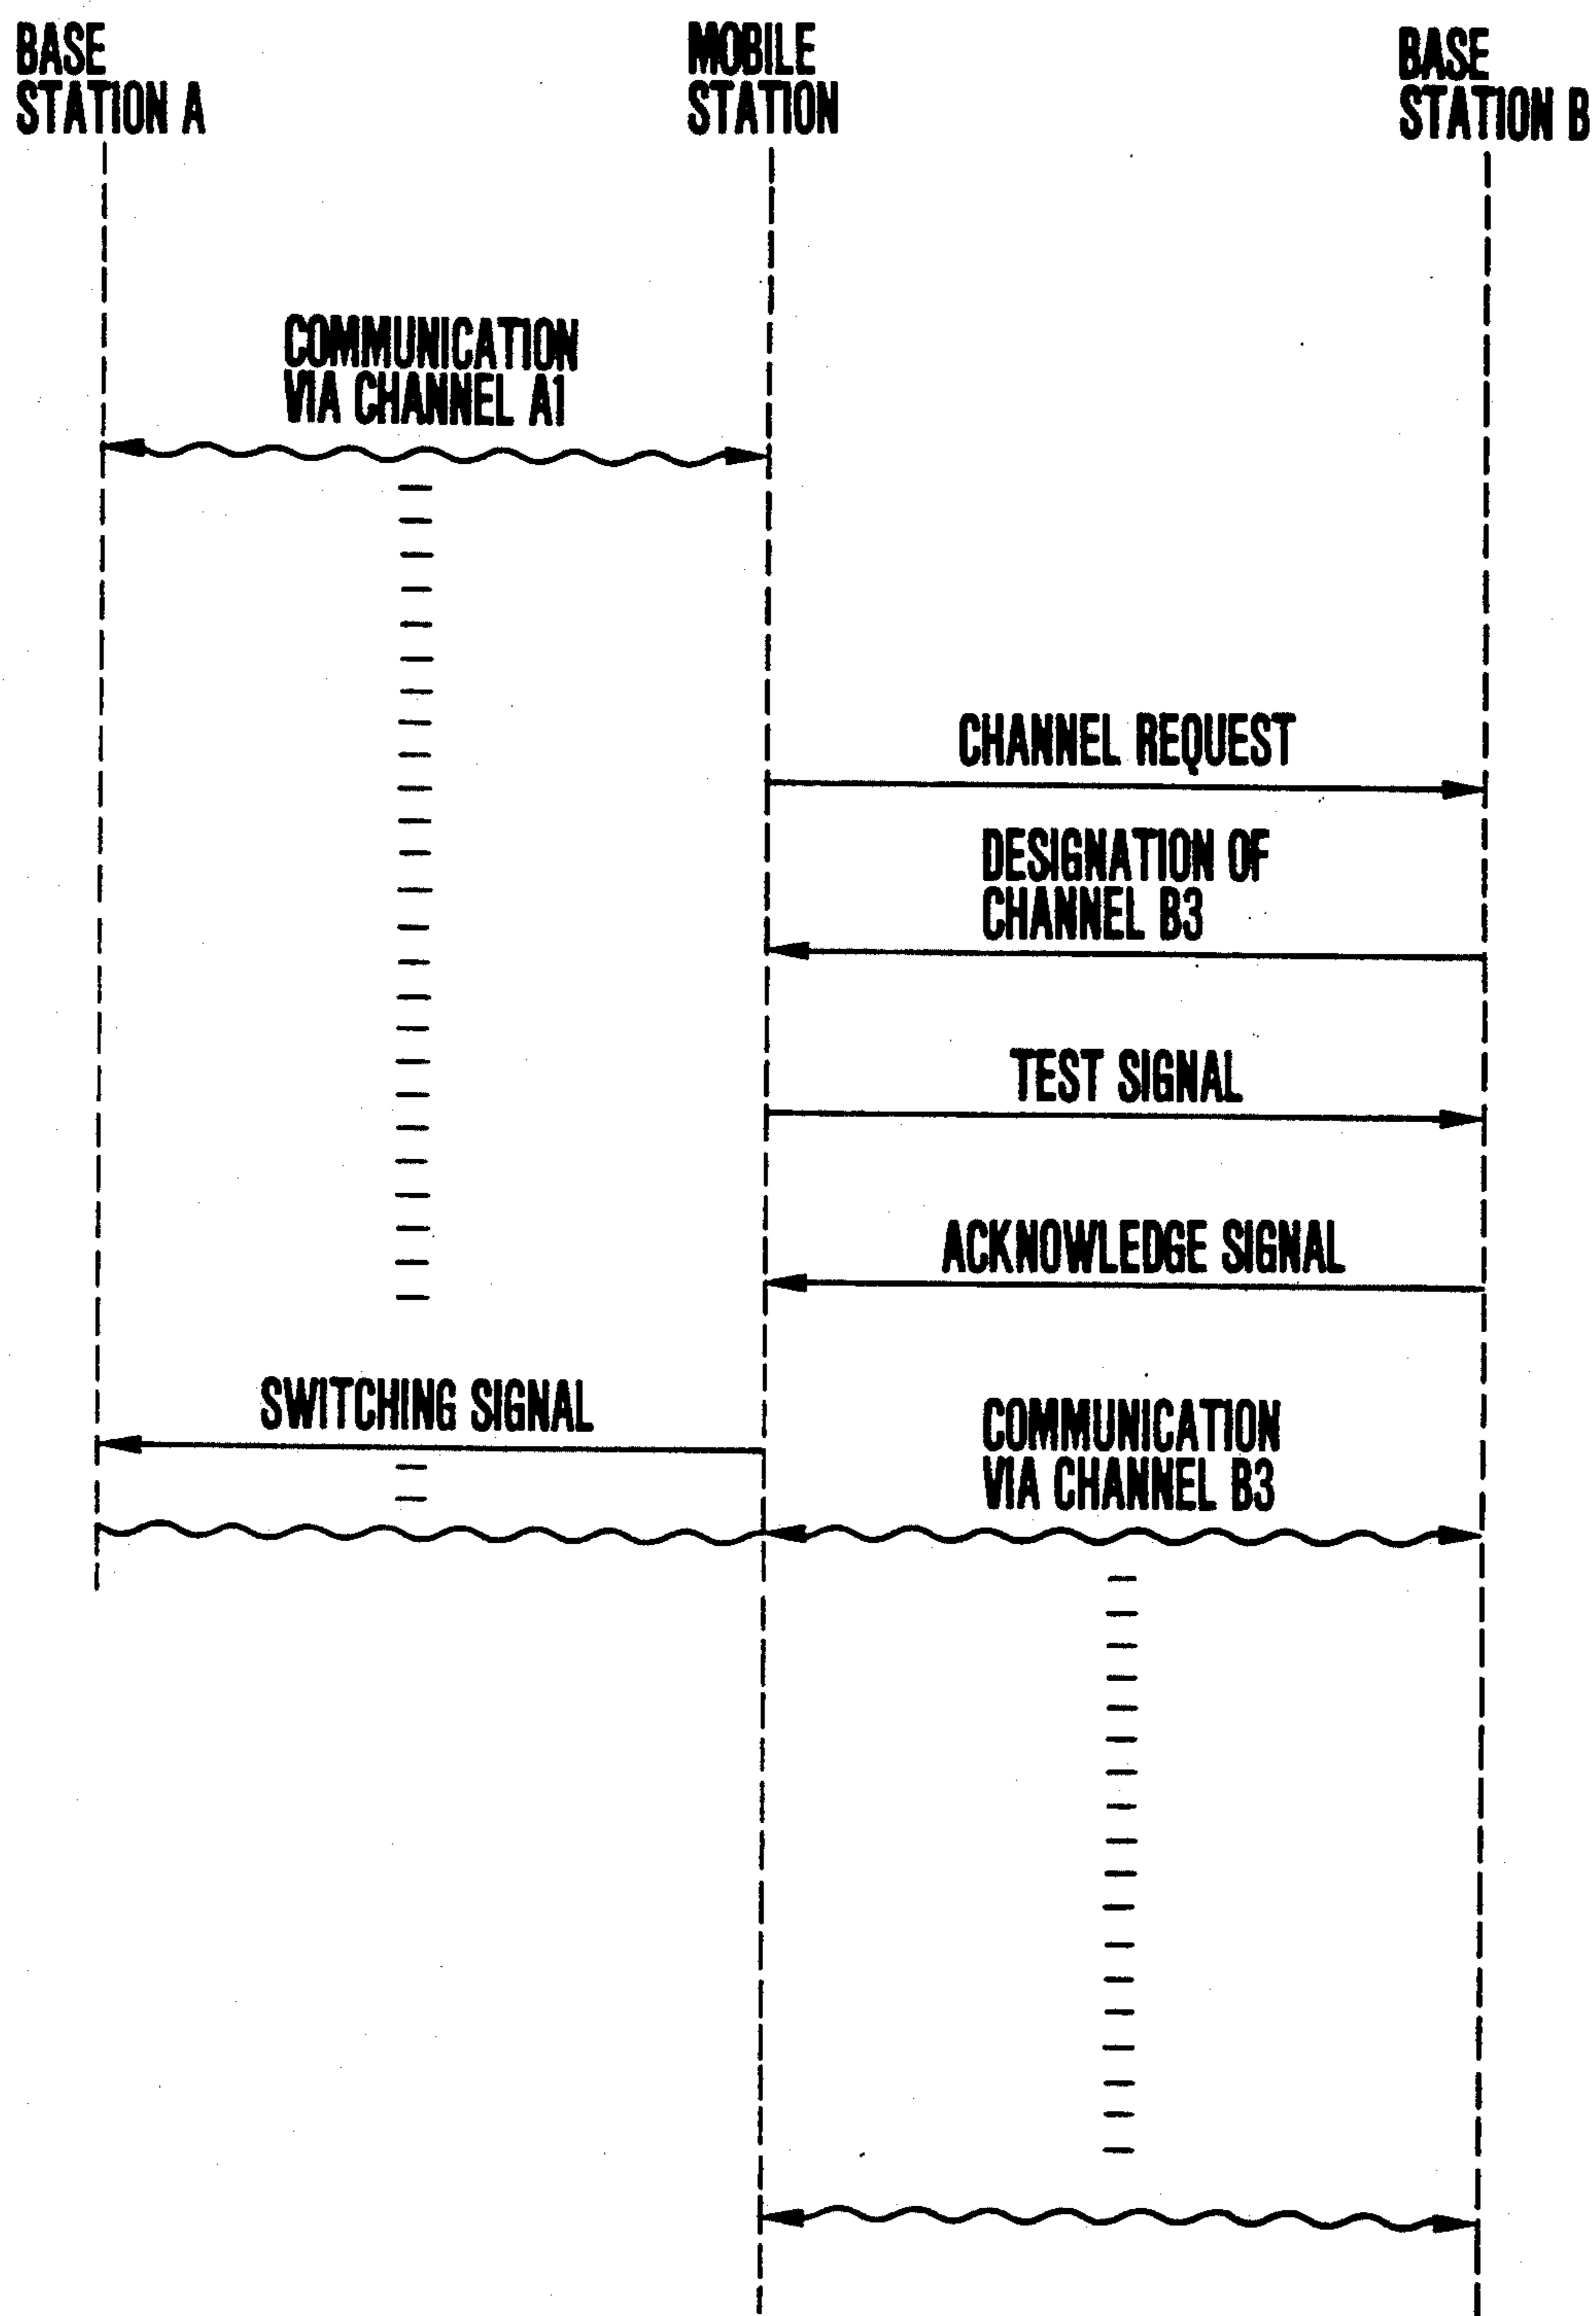 BASE
STATION A
MOBILE
STATION
BASE
STATION B
COMMUNICATION
VIA CHANNEL A1
CHANNEL REQUEST
DESIGNATION OF
CHANNEL B3
TEST SIGNAL
ACKNOWLEDGE SIGNAL
SWITCHING SIGNAL
COMMUNICATION
VIA CHANNEL B3